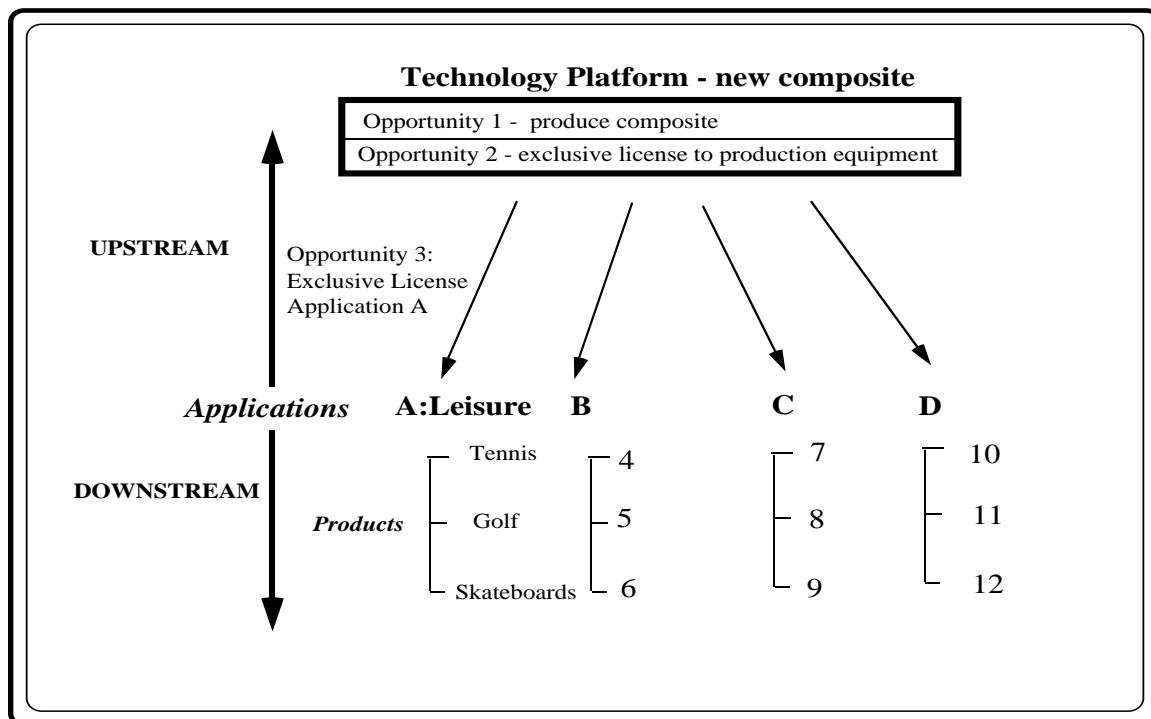 Technology Platform - new composite
Opportunity 1 -  produce composite
Opportunity 2 - exclusive license to production equipment
UPSTREAM
Opportunity 3:
Exclusive License
Application A
Applications
A:Leisure
B
C
D
DOWNSTREAM
Products
Tennis
Golf
Skateboards
4
5
6
7
8
9
10
11
12